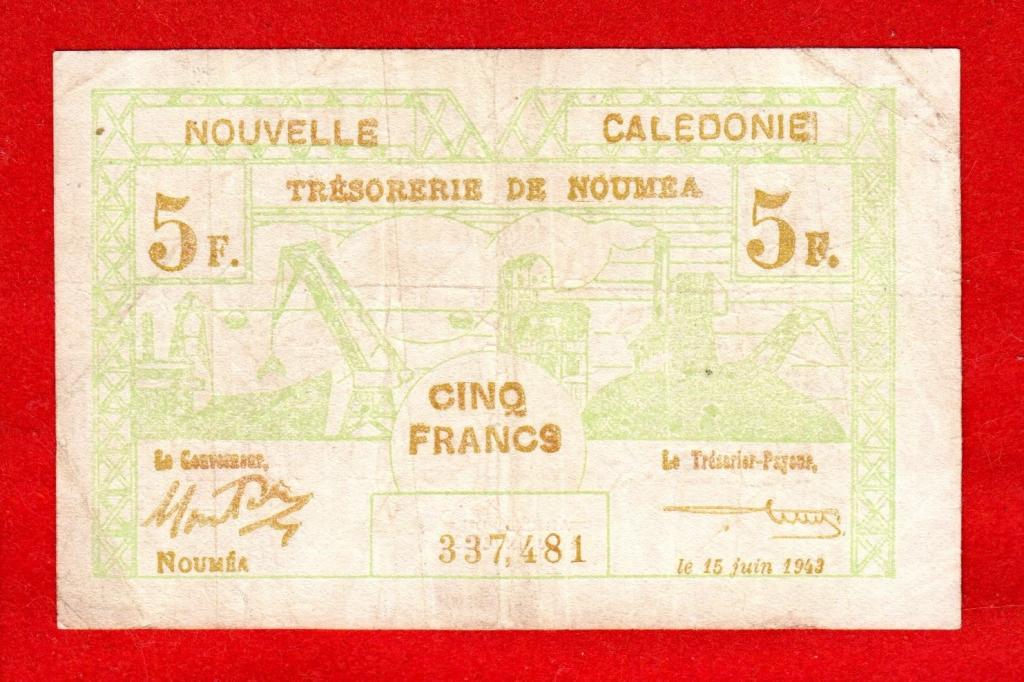 NOUVELLE CALEDONIE
TRÉSORERIE DE NOUMEA
5 F. 5 F.
CINQ
FRANCS
Le Gouverneur, Le Trésorier-Payeur,
337,481
NOUMÉA le 15 juin 1943